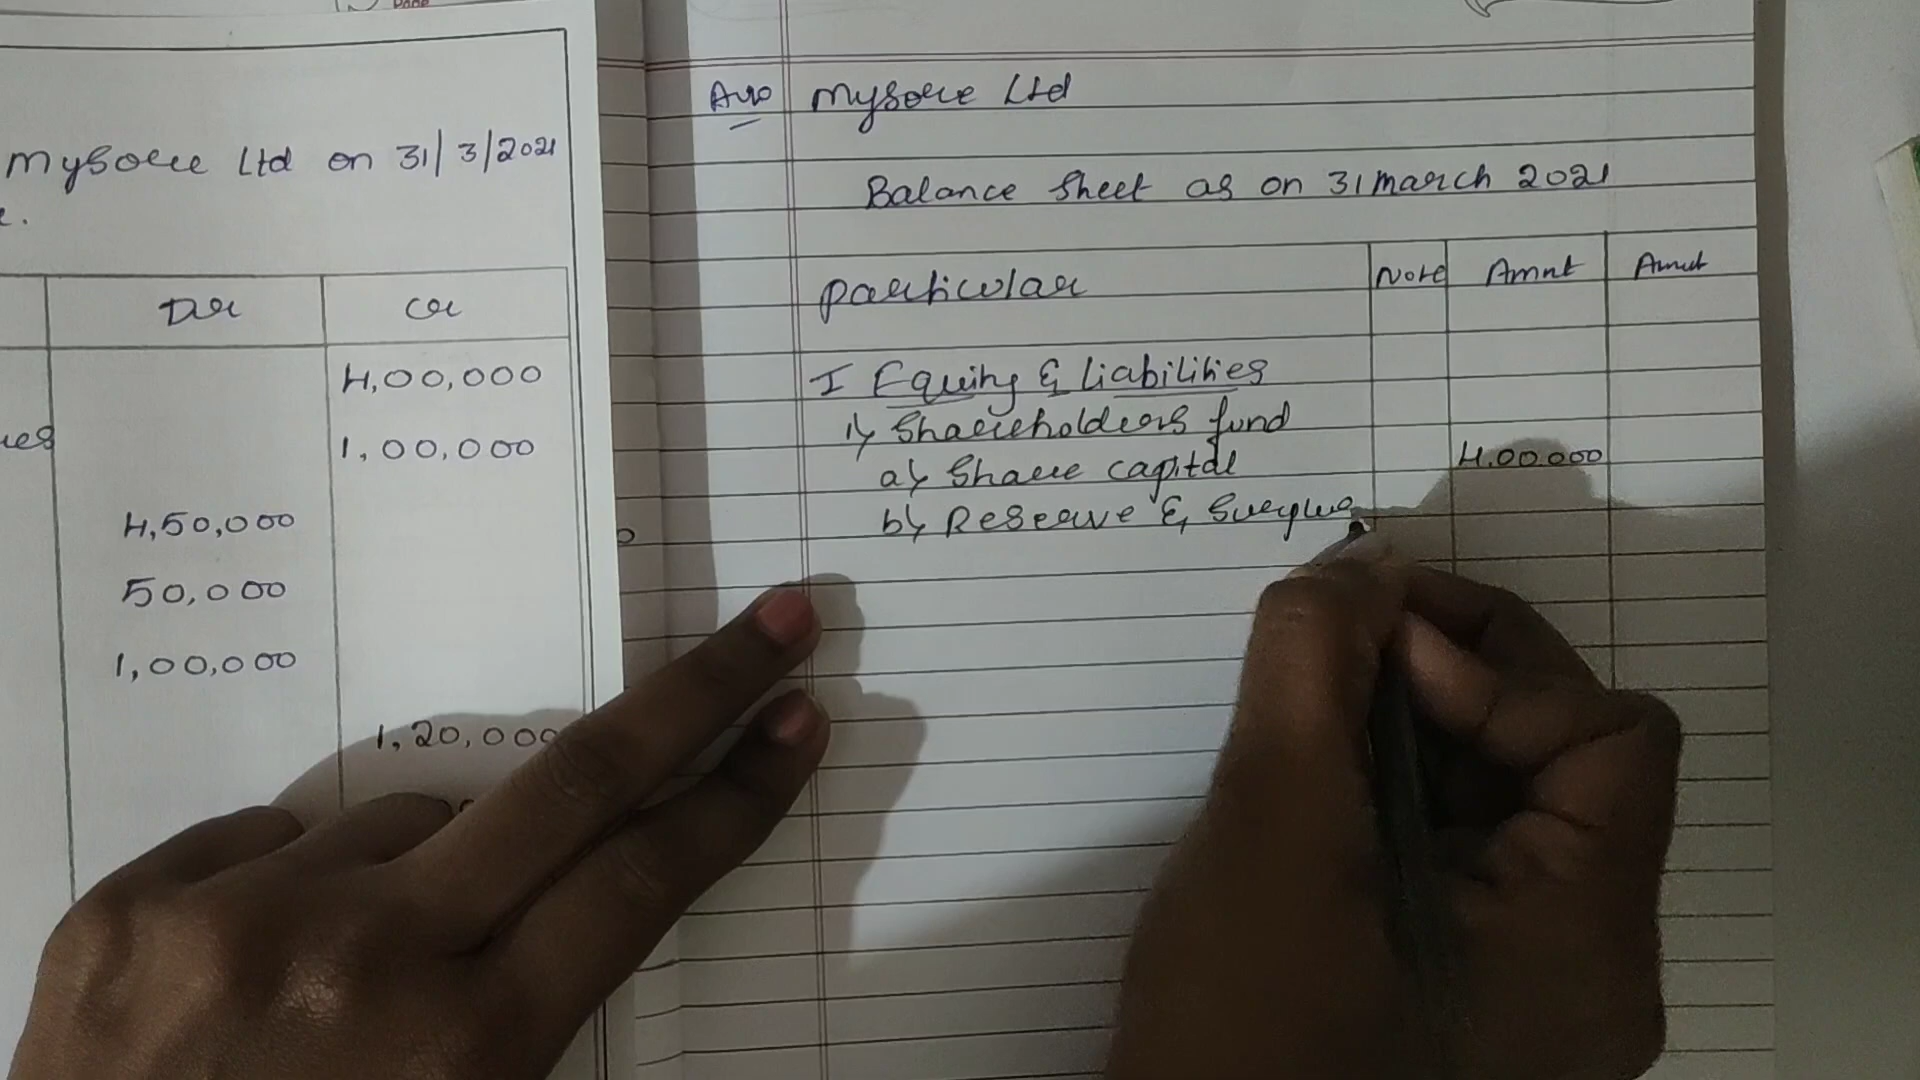 Mysore Ltd on 31/3/2021
e.
Dr Cr
4,00,000
1,00,000
4,50,000
50,000
1,00,000
1,20,000
Ans Mysore Ltd
Balance Sheet as on 31 March 2021
Particular Note Amnt Amnt
I Equity & Liabilities
1) Shareholders fund
a) Share capital 4,00,000
b) Reserve & Surplus